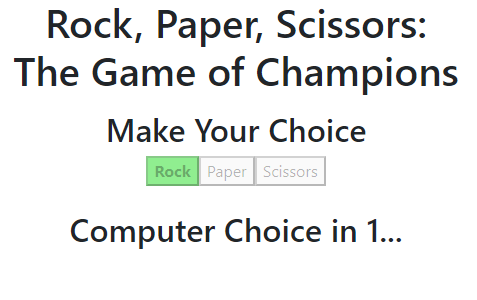 Rock, Paper, Scissors:
The Game of Champions
Make Your Choice
Rock Paper Scissors
Computer Choice in 1...